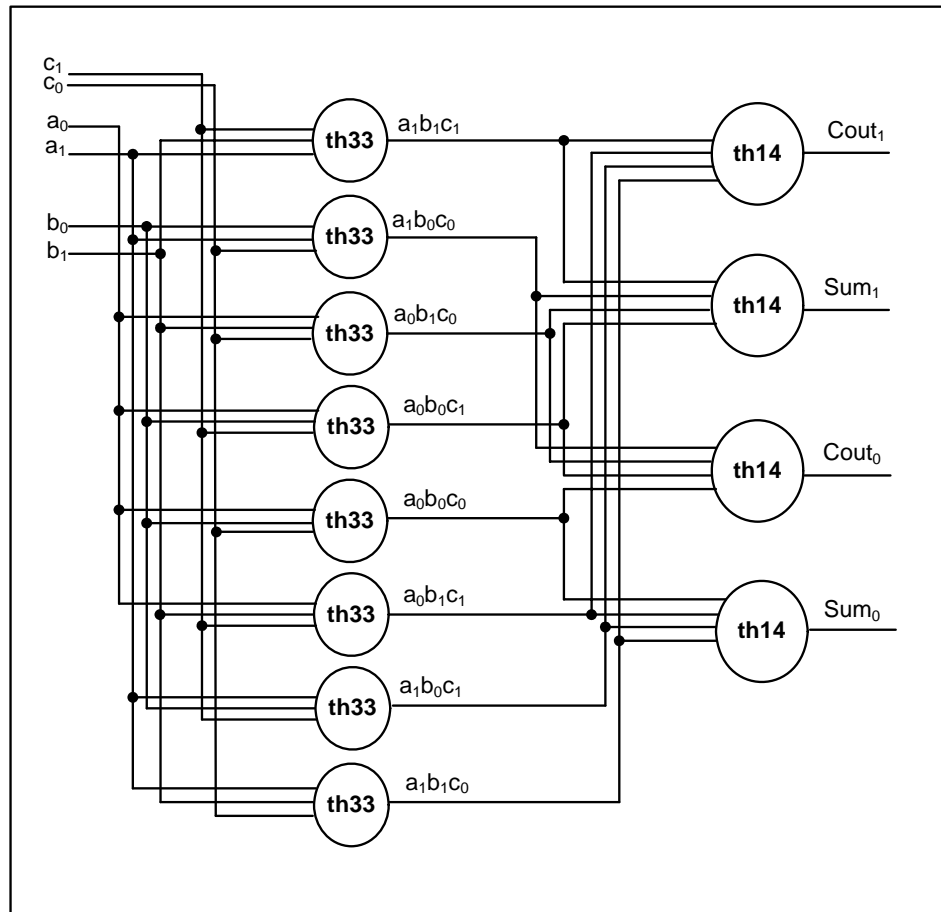 c₁
c₀
a₀
a₁
b₀
b₁
th33 a₁b₁c₁
th33 a₁b₀c₀
th33 a₀b₁c₀
th33 a₀b₀c₁
th33 a₀b₀c₀
th33 a₀b₁c₁
th33 a₁b₀c₁
th33 a₁b₁c₀
th14 Cout₁
th14 Sum₁
th14 Cout₀
th14 Sum₀